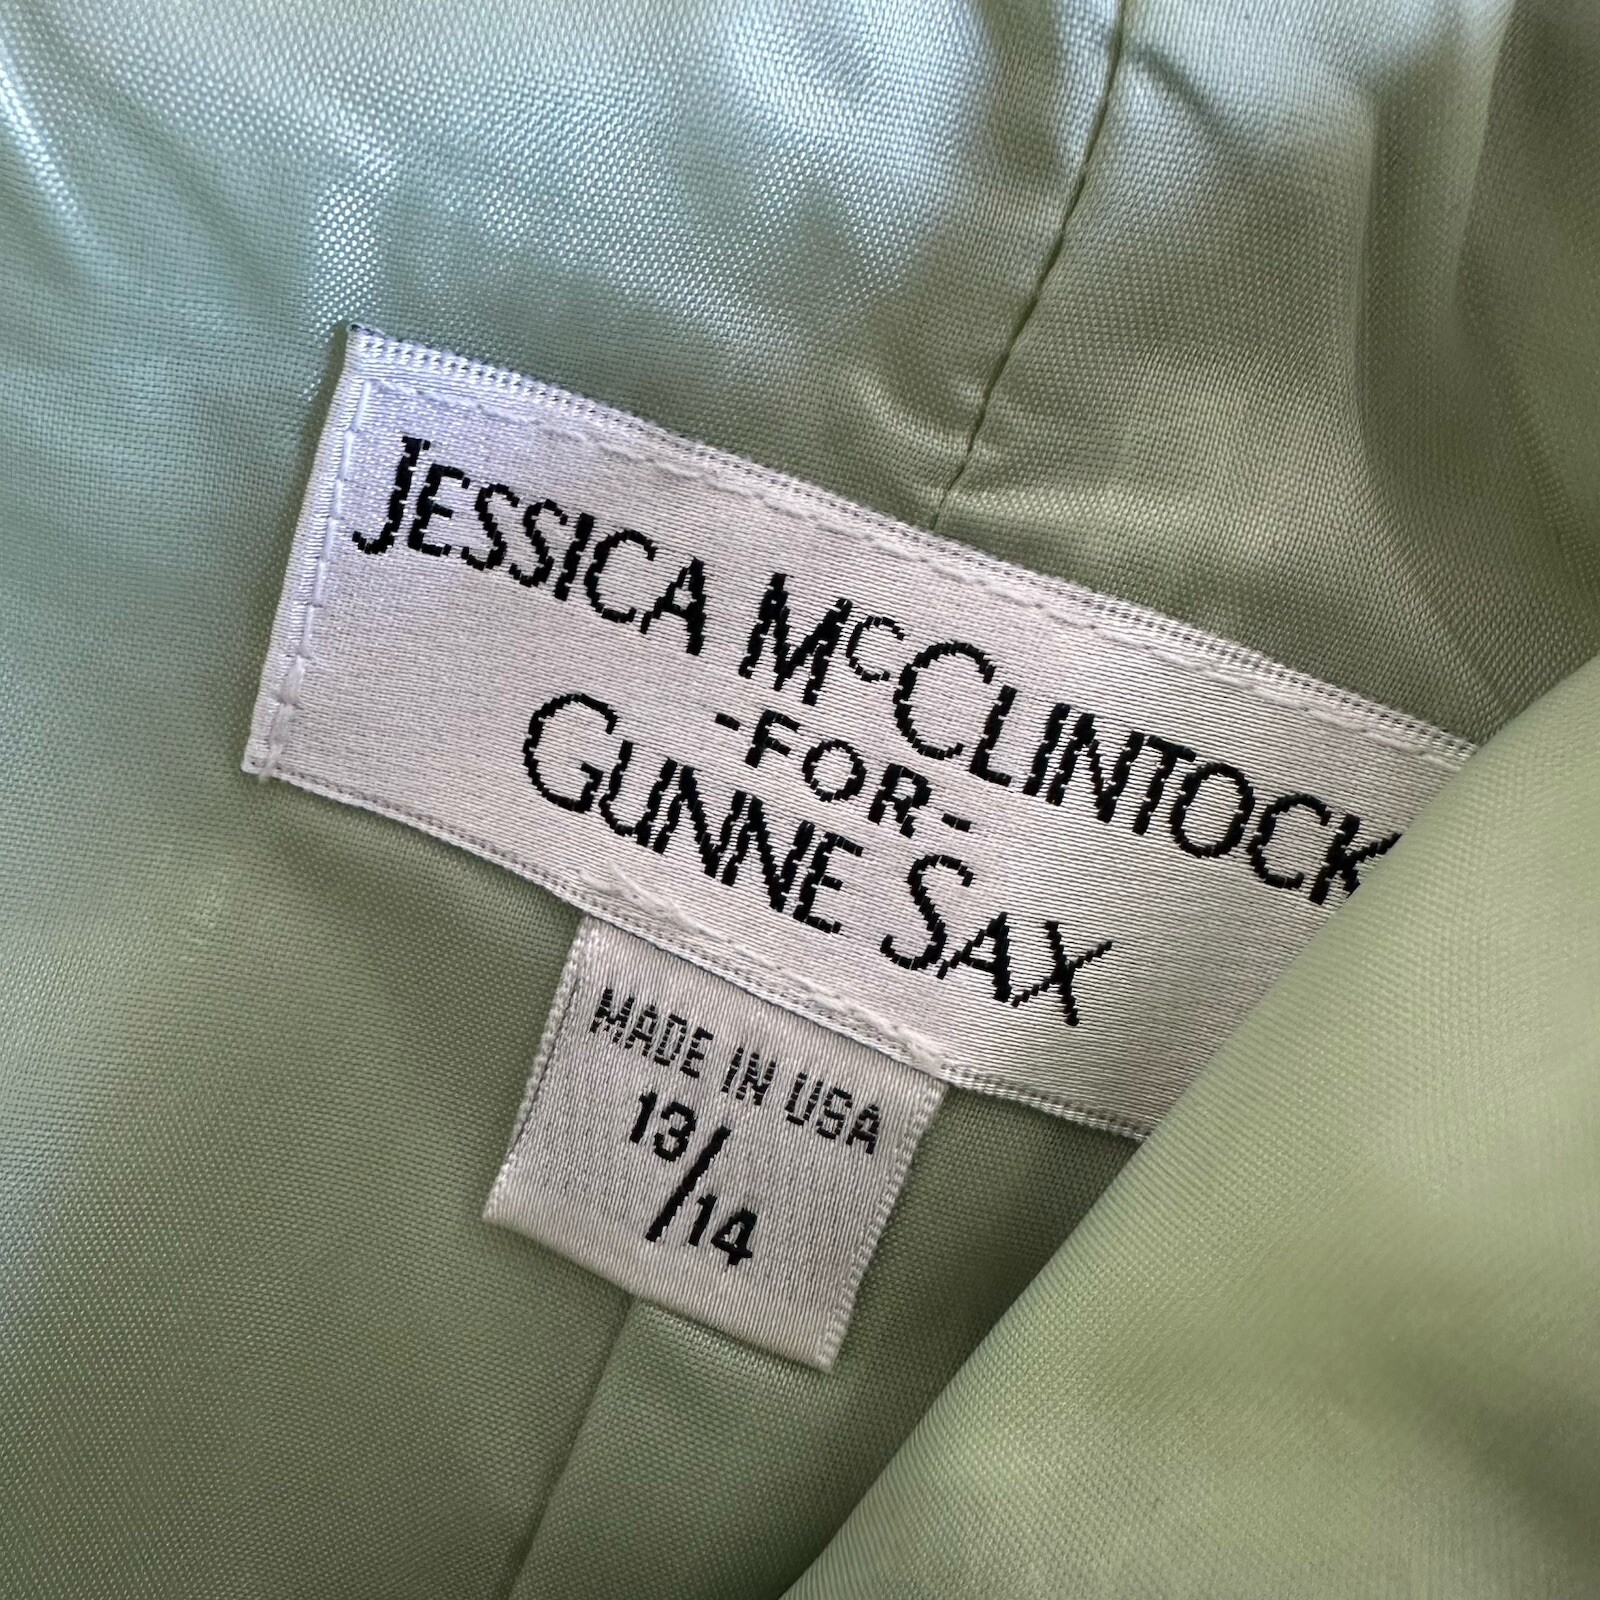 JESSICA McCLINTOCK
-FOR-
GUNNE SAX
MADE IN USA
13/14